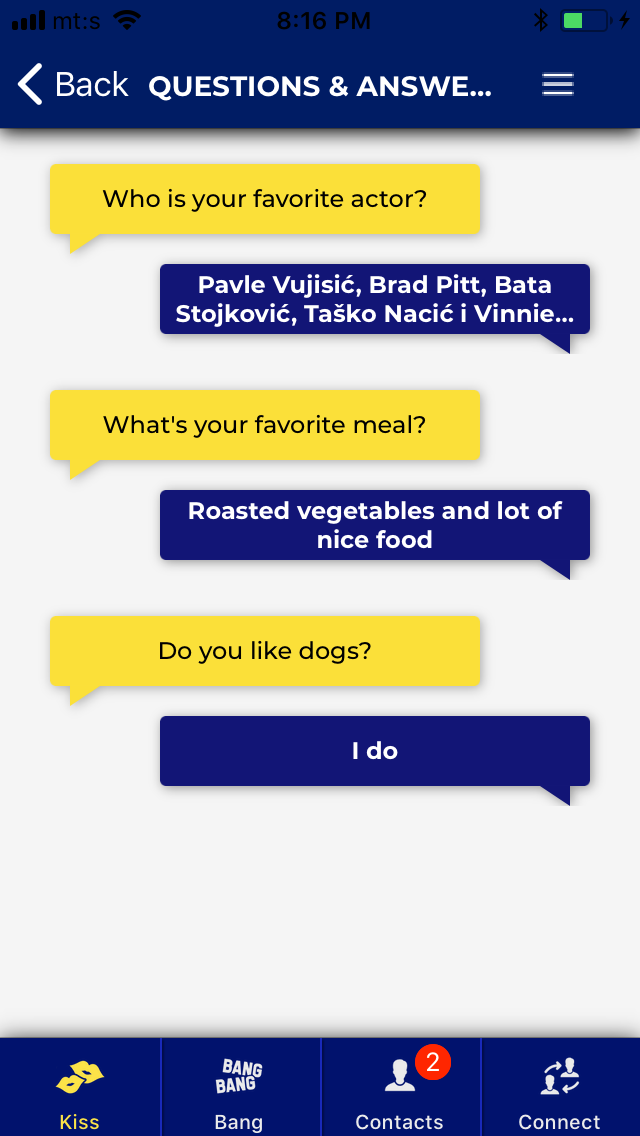 mt:s 8:16 PM
Back QUESTIONS & ANSWE...
Who is your favorite actor?
Pavle Vujisić, Brad Pitt, Bata
Stojković, Taško Nacić i Vinnie...
What's your favorite meal?
Roasted vegetables and lot of
nice food
Do you like dogs?
I do
BANG
BANG
2
Kiss Bang Contacts Connect